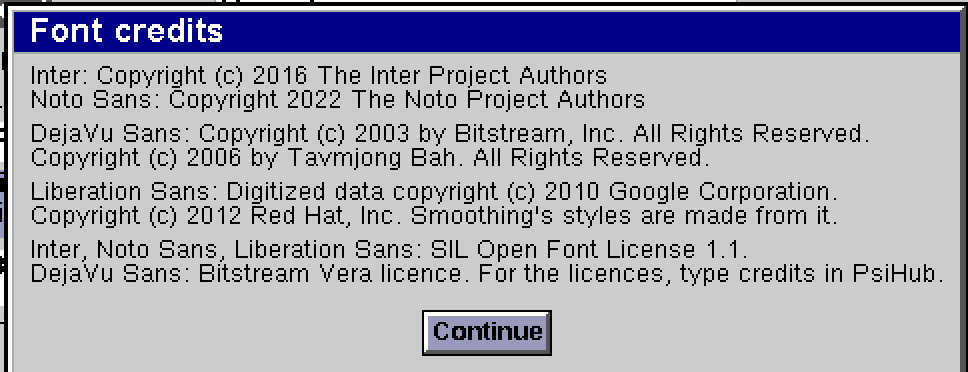 Font credits
Inter: Copyright (c) 2016 The Inter Project Authors
Noto Sans: Copyright 2022 The Noto Project Authors
DejaVu Sans: Copyright (c) 2003 by Bitstream, Inc. All Rights Reserved.
Copyright (c) 2006 by Tavmjong Bah. All Rights Reserved.
Liberation Sans: Digitized data copyright (c) 2010 Google Corporation.
Copyright (c) 2012 Red Hat, Inc. Smoothing's styles are made from it.
Inter, Noto Sans, Liberation Sans: SIL Open Font License 1.1.
DejaVu Sans: Bitstream Vera licence. For the licences, type credits in PsiHub.
Continue